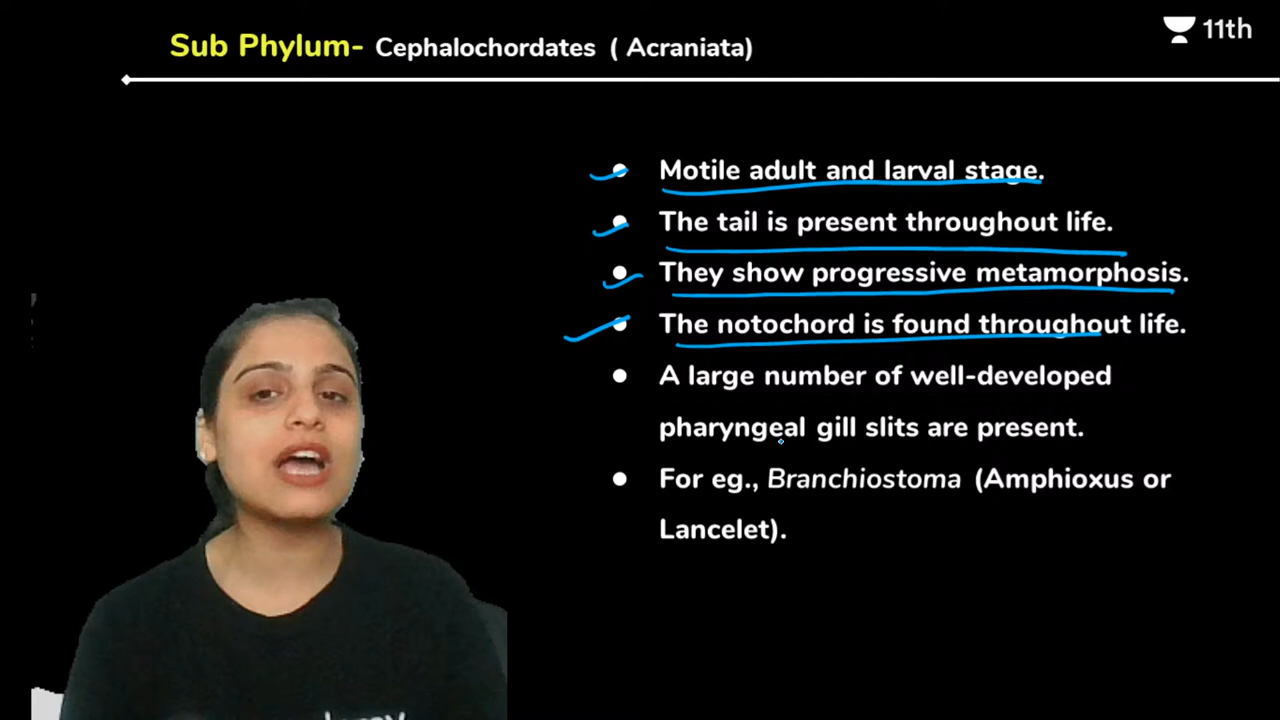 Sub Phylum- Cephalochordates ( Acraniata)
11th
Motile adult and larval stage.
The tail is present throughout life.
They show progressive metamorphosis.
The notochord is found throughout life.
A large number of well-developed
pharyngeal gill slits are present.
For eg., Branchiostoma (Amphioxus or
Lancelet).